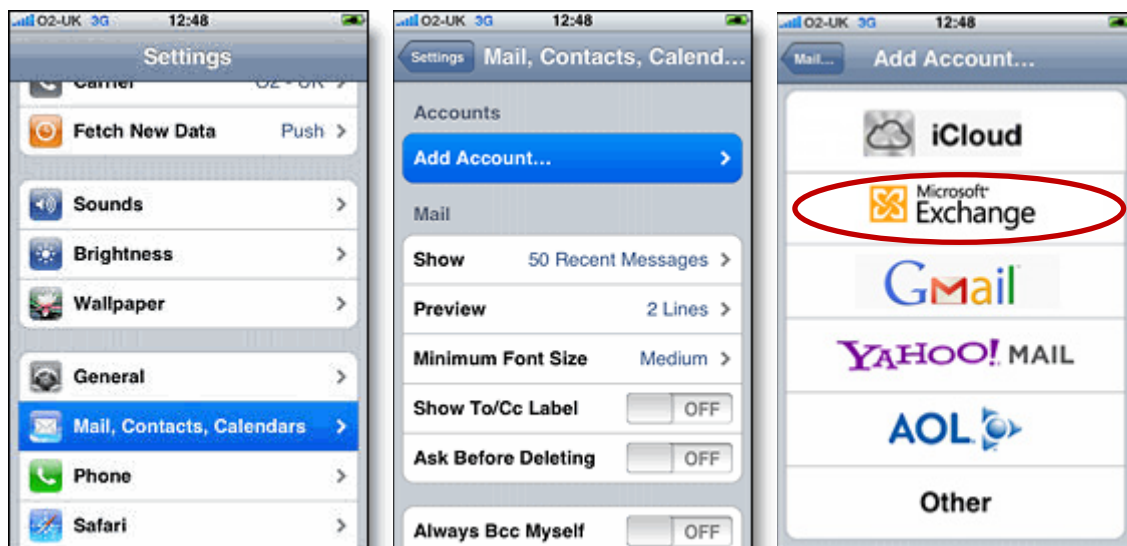 O2-UK 3G 12:48
Settings
Carrier O2 - UK >
Fetch New Data Push >
Sounds >
Brightness >
Wallpaper >
General >
Mail, Contacts, Calendars >
Phone >
Safari >
O2-UK 3G 12:48
Settings Mail, Contacts, Calend...
Accounts
Add Account... >
Mail
Show 50 Recent Messages >
Preview 2 Lines >
Minimum Font Size Medium >
Show To/Cc Label OFF
Ask Before Deleting OFF
Always Bcc Myself OFF
O2-UK 3G 12:48
Mail... Add Account...
iCloud
Microsoft
Exchange
Gmail
YAHOO! MAIL
AOL
Other